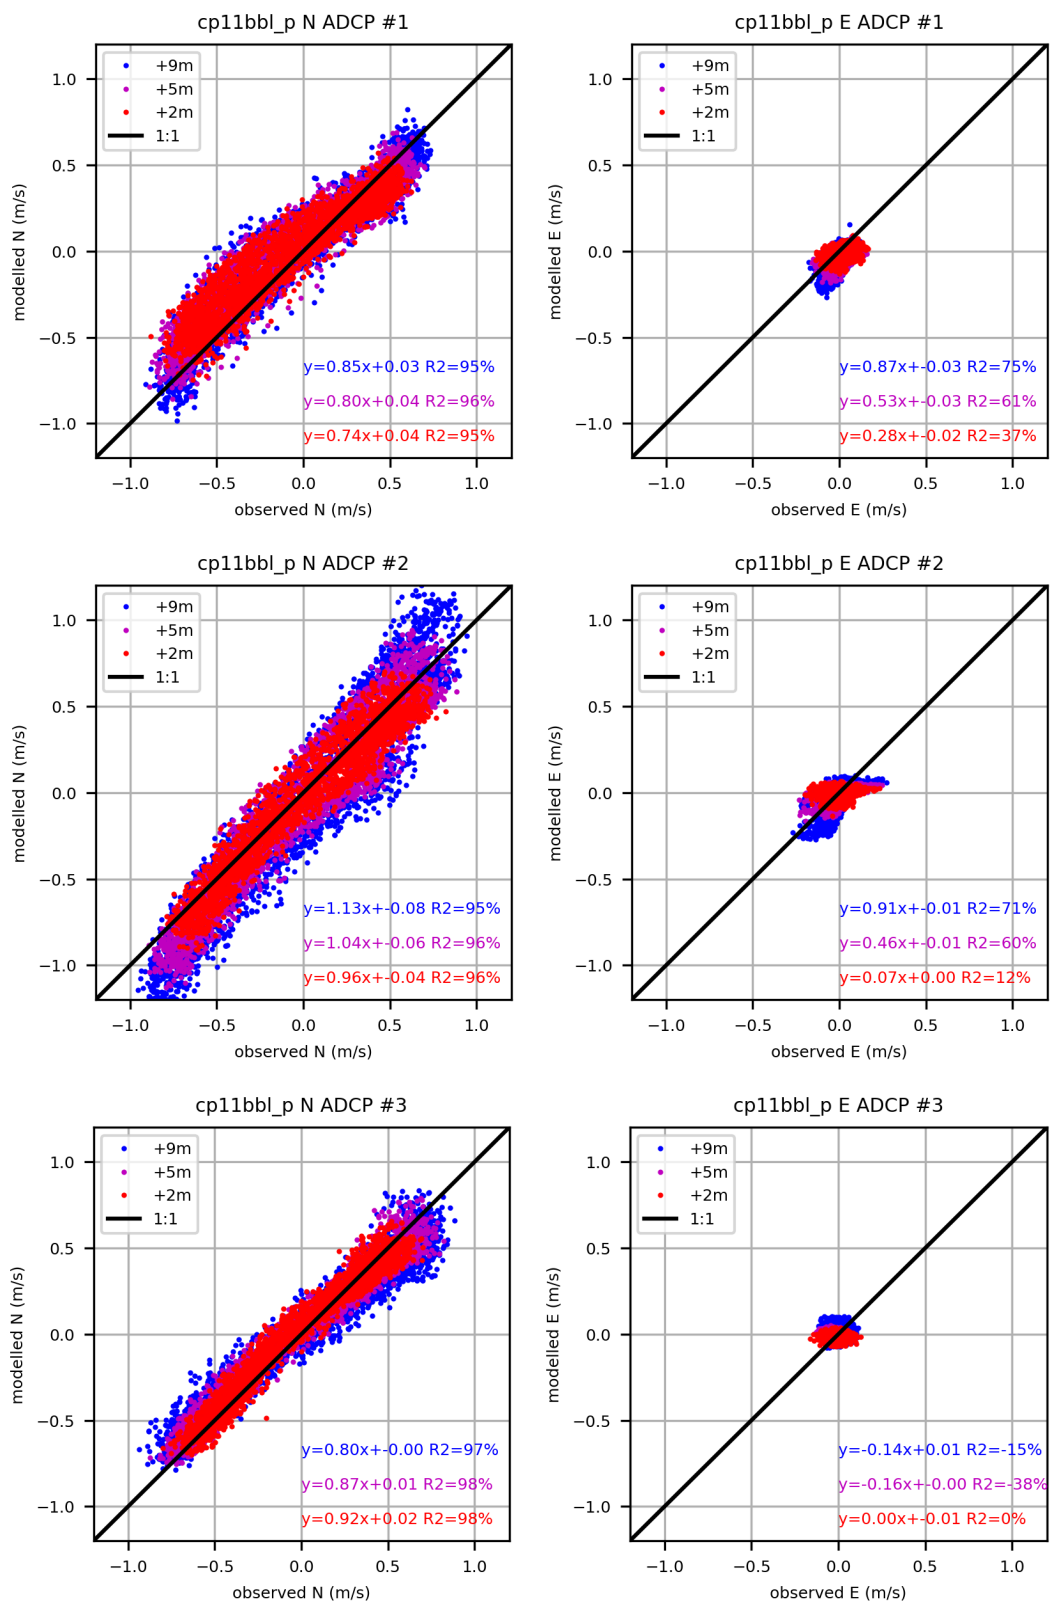 cp11bbl_p N ADCP #1
+9m
+5m
+2m
1:1
1.0
0.5
0.0
−0.5
−1.0
modelled N (m/s)
y=0.85x+0.03 R2=95%
y=0.80x+0.04 R2=96%
y=0.74x+0.04 R2=95%
−1.0 −0.5 0.0 0.5 1.0
observed N (m/s)
cp11bbl_p E ADCP #1
+9m
+5m
+2m
1:1
1.0
0.5
0.0
−0.5
−1.0
modelled E (m/s)
y=0.87x+-0.03 R2=75%
y=0.53x+-0.03 R2=61%
y=0.28x+-0.02 R2=37%
−1.0 −0.5 0.0 0.5 1.0
observed E (m/s)
cp11bbl_p N ADCP #2
+9m
+5m
+2m
1:1
1.0
0.5
0.0
−0.5
−1.0
modelled N (m/s)
y=1.13x+-0.08 R2=95%
y=1.04x+-0.06 R2=96%
y=0.96x+-0.04 R2=96%
−1.0 −0.5 0.0 0.5 1.0
observed N (m/s)
cp11bbl_p E ADCP #2
+9m
+5m
+2m
1:1
1.0
0.5
0.0
−0.5
−1.0
modelled E (m/s)
y=0.91x+-0.01 R2=71%
y=0.46x+-0.01 R2=60%
y=0.07x+0.00 R2=12%
−1.0 −0.5 0.0 0.5 1.0
observed E (m/s)
cp11bbl_p N ADCP #3
+9m
+5m
+2m
1:1
1.0
0.5
0.0
−0.5
−1.0
modelled N (m/s)
y=0.80x+-0.00 R2=97%
y=0.87x+0.01 R2=98%
y=0.92x+0.02 R2=98%
−1.0 −0.5 0.0 0.5 1.0
observed N (m/s)
cp11bbl_p E ADCP #3
+9m
+5m
+2m
1:1
1.0
0.5
0.0
−0.5
−1.0
modelled E (m/s)
y=-0.14x+0.01 R2=-15%
y=-0.16x+-0.00 R2=-38%
y=0.00x+-0.01 R2=0%
−1.0 −0.5 0.0 0.5 1.0
observed E (m/s)